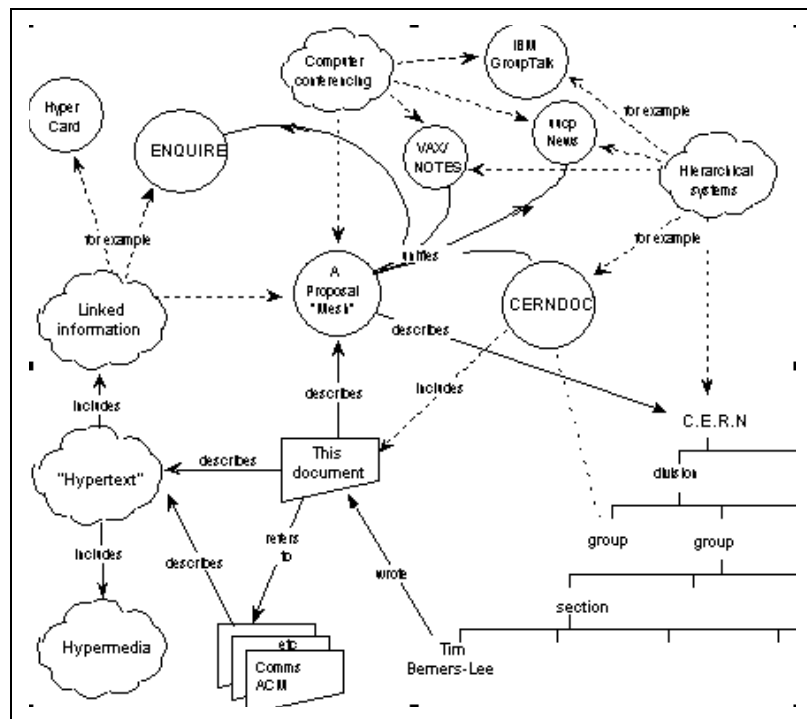 IBM
GroupTalk
Computer
conferencing
Hyper
Card
for example
uucp
News
ENQUIRE
VAX/
NOTES
Hierarchical
systems
for example
for example
unifies
A
Proposal
"Mesh"
CERNDOC
Linked
information
describes
includes
describes
includes
C.E.R.N
This
document
describes
"Hypertext"
division
refers
to
group
group
includes
describes
wrote
section
Hypermedia
etc
Tim
Berners-Lee
Comms
ACM